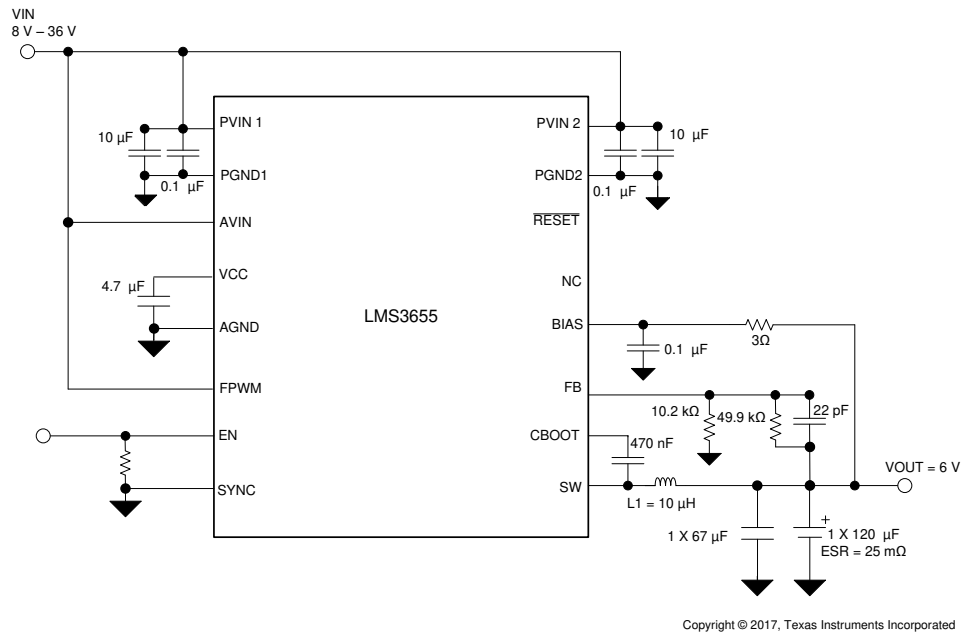 VIN
8 V – 36 V
PVIN 1
10 µF
PGND1
0.1 µF
AVIN
VCC
4.7 µF
AGND
FPWM
EN
SYNC
LMS3655
PVIN 2
10 µF
PGND2
0.1 µF
RESET
NC
BIAS
3Ω
0.1 µF
FB
10.2 kΩ
49.9 kΩ
22 pF
CBOOT
470 nF
SW
L1 = 10 µH
VOUT = 6 V
1 X 67 µF
+
1 X 120 µF
ESR = 25 mΩ
Copyright © 2017, Texas Instruments Incorporated